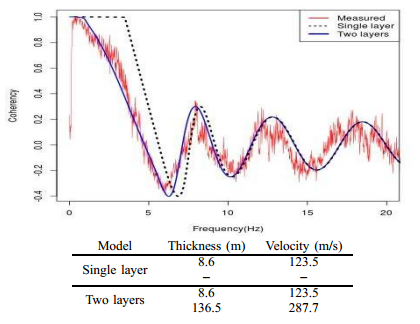 Measured
Single layer
Two layers
1.0
0.8
0.6
0.4
0.2
0.0
-0.2
-0.4
Coherency
0 5 10 15 20
Frequency(Hz)
Model Thickness (m) Velocity (m/s)
Single layer 8.6 123.5
– –
Two layers 8.6 123.5
136.5 287.7